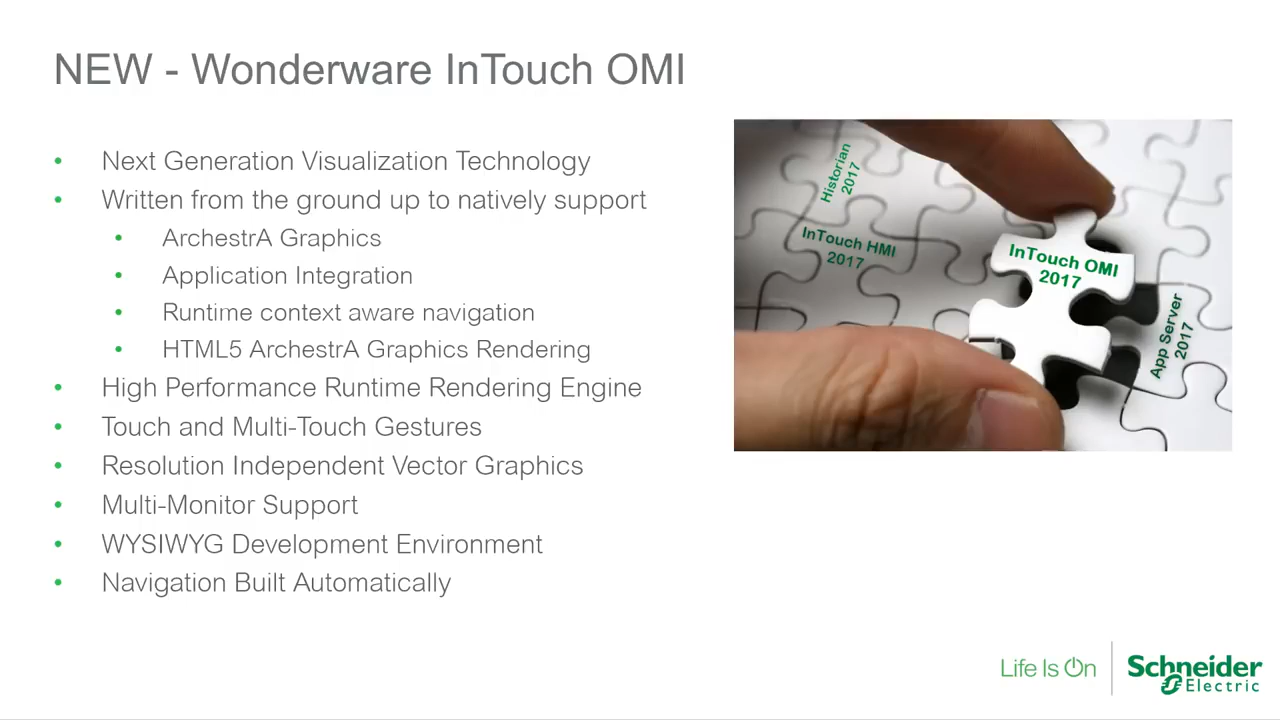 NEW - Wonderware InTouch OMI
• Next Generation Visualization Technology
• Written from the ground up to natively support
• ArchestrA Graphics
• Application Integration
• Runtime context aware navigation
• HTML5 ArchestrA Graphics Rendering
• High Performance Runtime Rendering Engine
• Touch and Multi-Touch Gestures
• Resolution Independent Vector Graphics
• Multi-Monitor Support
• WYSIWYG Development Environment
• Navigation Built Automatically
Historian
2017
InTouch HMI
2017
InTouch OMI
2017
App Server
2017
Life Is On
Schneider
Electric